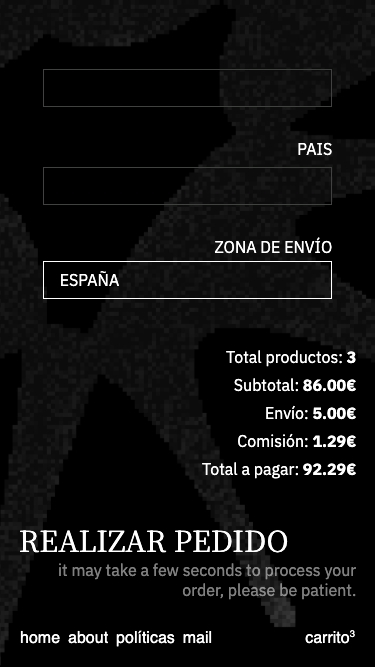 PAIS
ZONA DE ENVÍO
ESPAÑA
Total productos: 3
Subtotal: 86.00€
Envío: 5.00€
Comisión: 1.29€
Total a pagar: 92.29€
REALIZAR PEDIDO
it may take a few seconds to process your
order, please be patient.
home about políticas mail carrito³